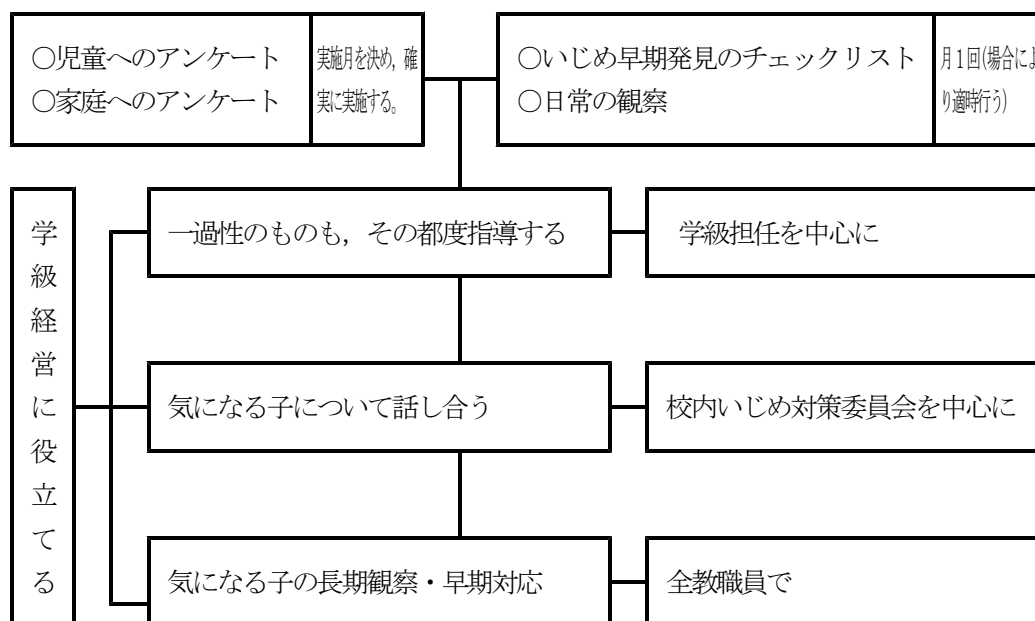 ○児童へのアンケート
○家庭へのアンケート
実施月を決め，確
実に実施する。
○いじめ早期発見のチェックリスト
○日常の観察
月１回(場合によ
り適時行う)
学級経営に役立てる
一過性のものも，その都度指導する
学級担任を中心に
気になる子について話し合う
校内いじめ対策委員会を中心に
気になる子の長期観察・早期対応
全教職員で